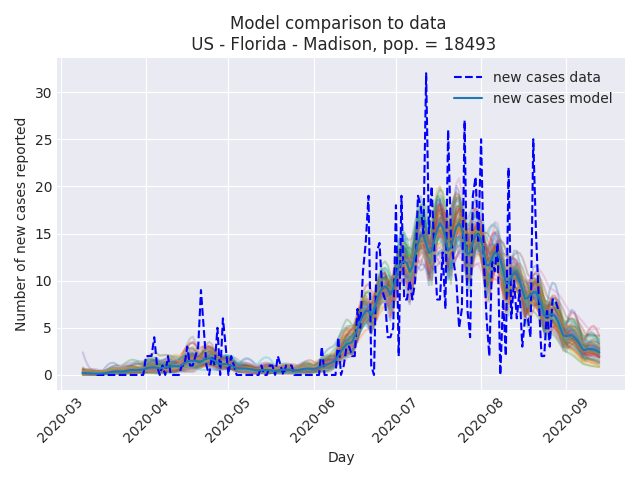 Model comparison to data
US - Florida - Madison, pop. = 18493
new cases data
new cases model
Number of new cases reported
30
25
20
15
10
5
0
2020-03
2020-04
2020-05
2020-06
2020-07
2020-08
2020-09
Day